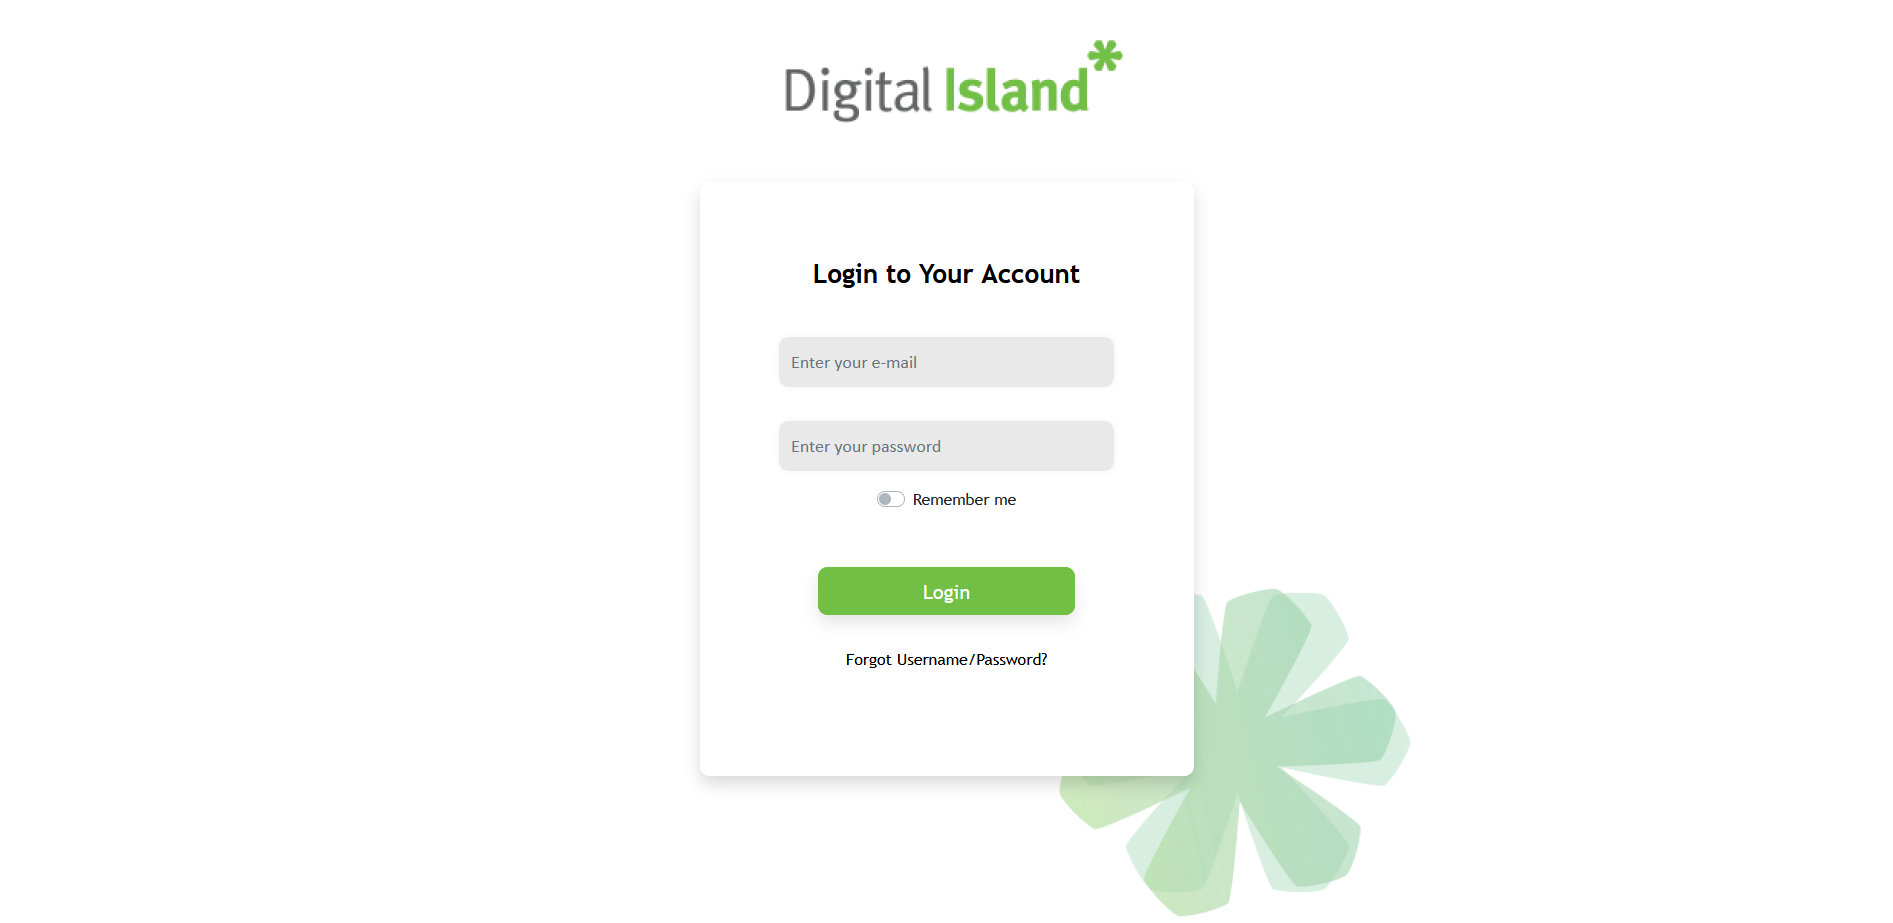 Digital Island*
Login to Your Account
Enter your e-mail
Enter your password
Remember me
Login
Forgot Username/Password?